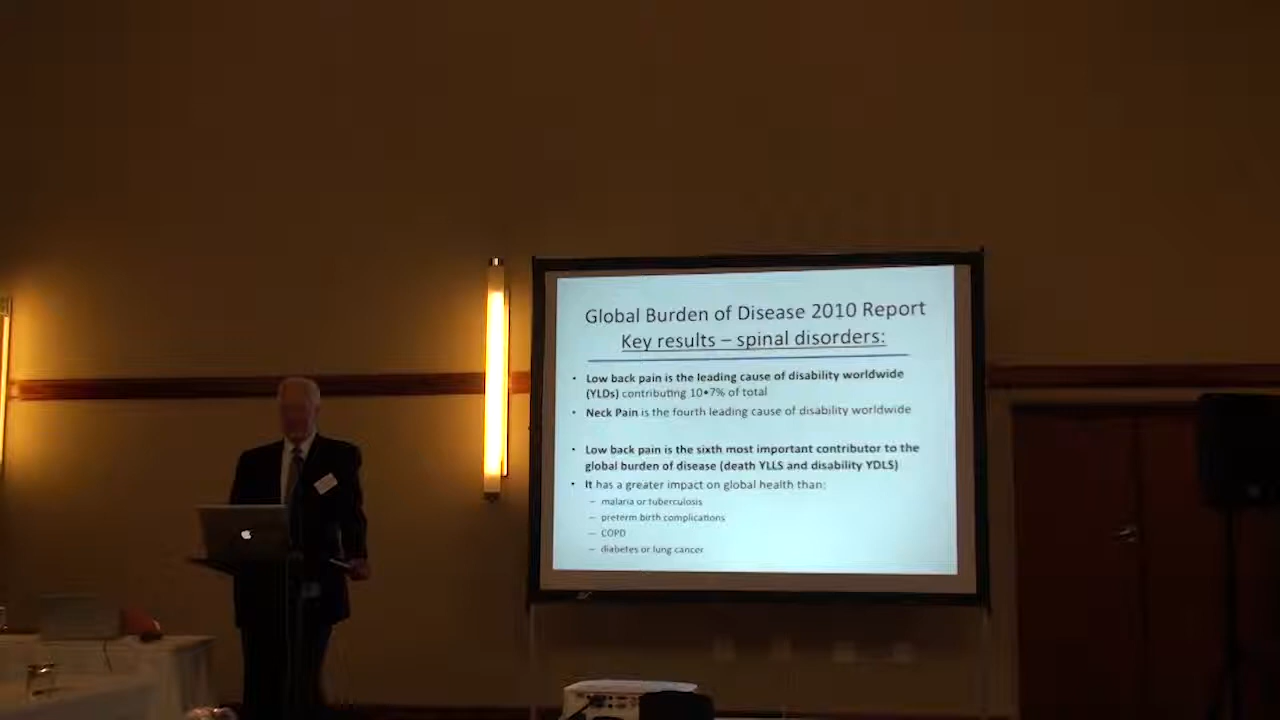 Global Burden of Disease 2010 Report
Key results – spinal disorders:
• Low back pain is the leading cause of disability worldwide
(YLDs) contributing 10•7% of total
• Neck Pain is the fourth leading cause of disability worldwide
• Low back pain is the sixth most important contributor to the
global burden of disease (death YLLS and disability YDLS)
• It has a greater impact on global health than:
– malaria or tuberculosis
– preterm birth complications
– COPD
– diabetes or lung cancer